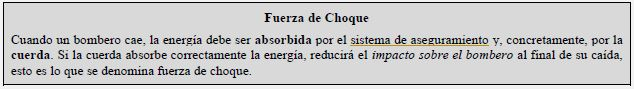 Fuerza de Choque
Cuando un bombero cae, la energía debe ser absorbida por el sistema de aseguramiento y, concretamente, por la
cuerda. Si la cuerda absorbe correctamente la energía, reducirá el impacto sobre el bombero al final de su caída,
esto es lo que se denomina fuerza de choque.